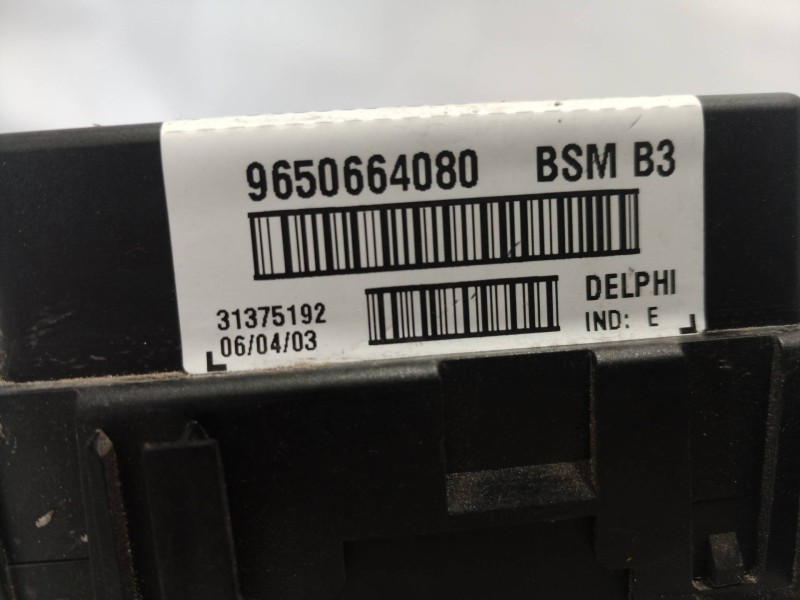 9650664080 BSM B3
31375192 DELPHI
06/04/03 IND: E